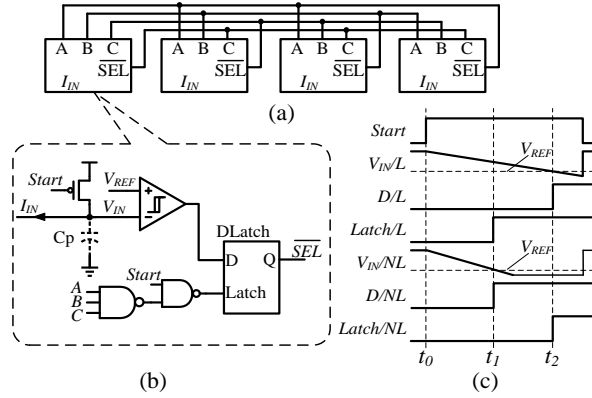 A B C A B C A B C A B C
SEL SEL SEL SEL
I_IN I_IN I_IN I_IN
(a)
Start
I_IN
V_REF
V_IN
+
-
Cp
DLatch
D Q SEL
Start
Latch
A
B
C
(b)
Start
V_IN/L V_REF
D/L
Latch/L
V_IN/NL V_REF
D/NL
Latch/NL
t_0 t_1 t_2
(c)